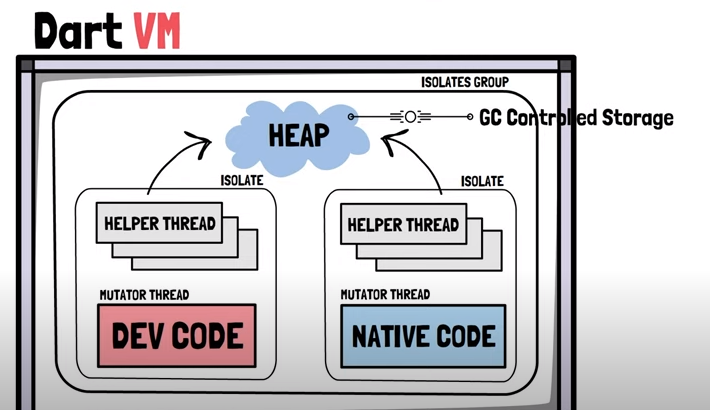 Dart VM
ISOLATES GROUP
HEAP
GC Controlled Storage
ISOLATE
HELPER THREAD
MUTATOR THREAD
DEV CODE
ISOLATE
HELPER THREAD
MUTATOR THREAD
NATIVE CODE